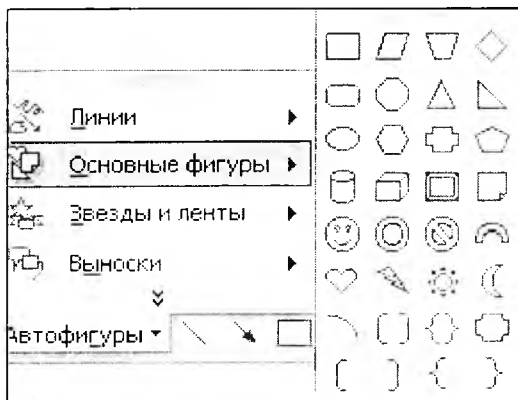 Линии
Основные фигуры
Звезды и ленты
Выноски
Автофигуры